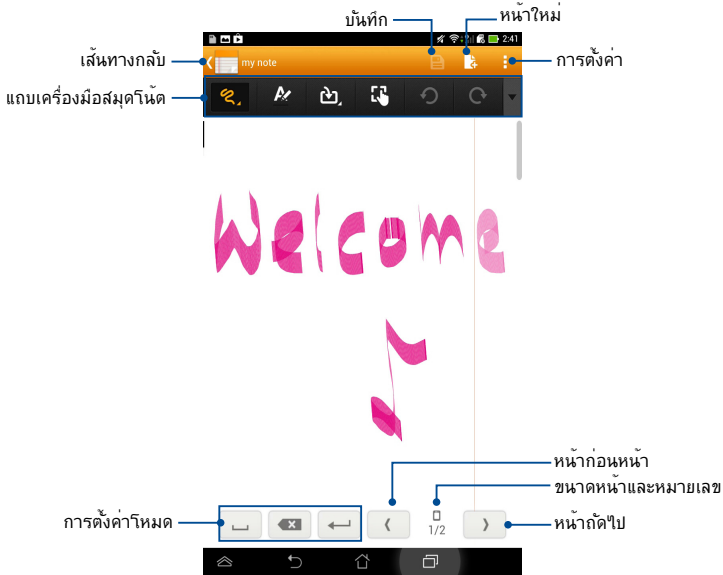 บันทึก
หน้าใหม่
2:41
เส้นทางกลับ
my note
การตั้งค่า
แถบเครื่องมือสมุดโน้ต
Welcome
หน้าก่อนหน้า
ขนาดหน้าและหมายเลข
การตั้งค่าโหมด
1/2
หน้าถัดไป